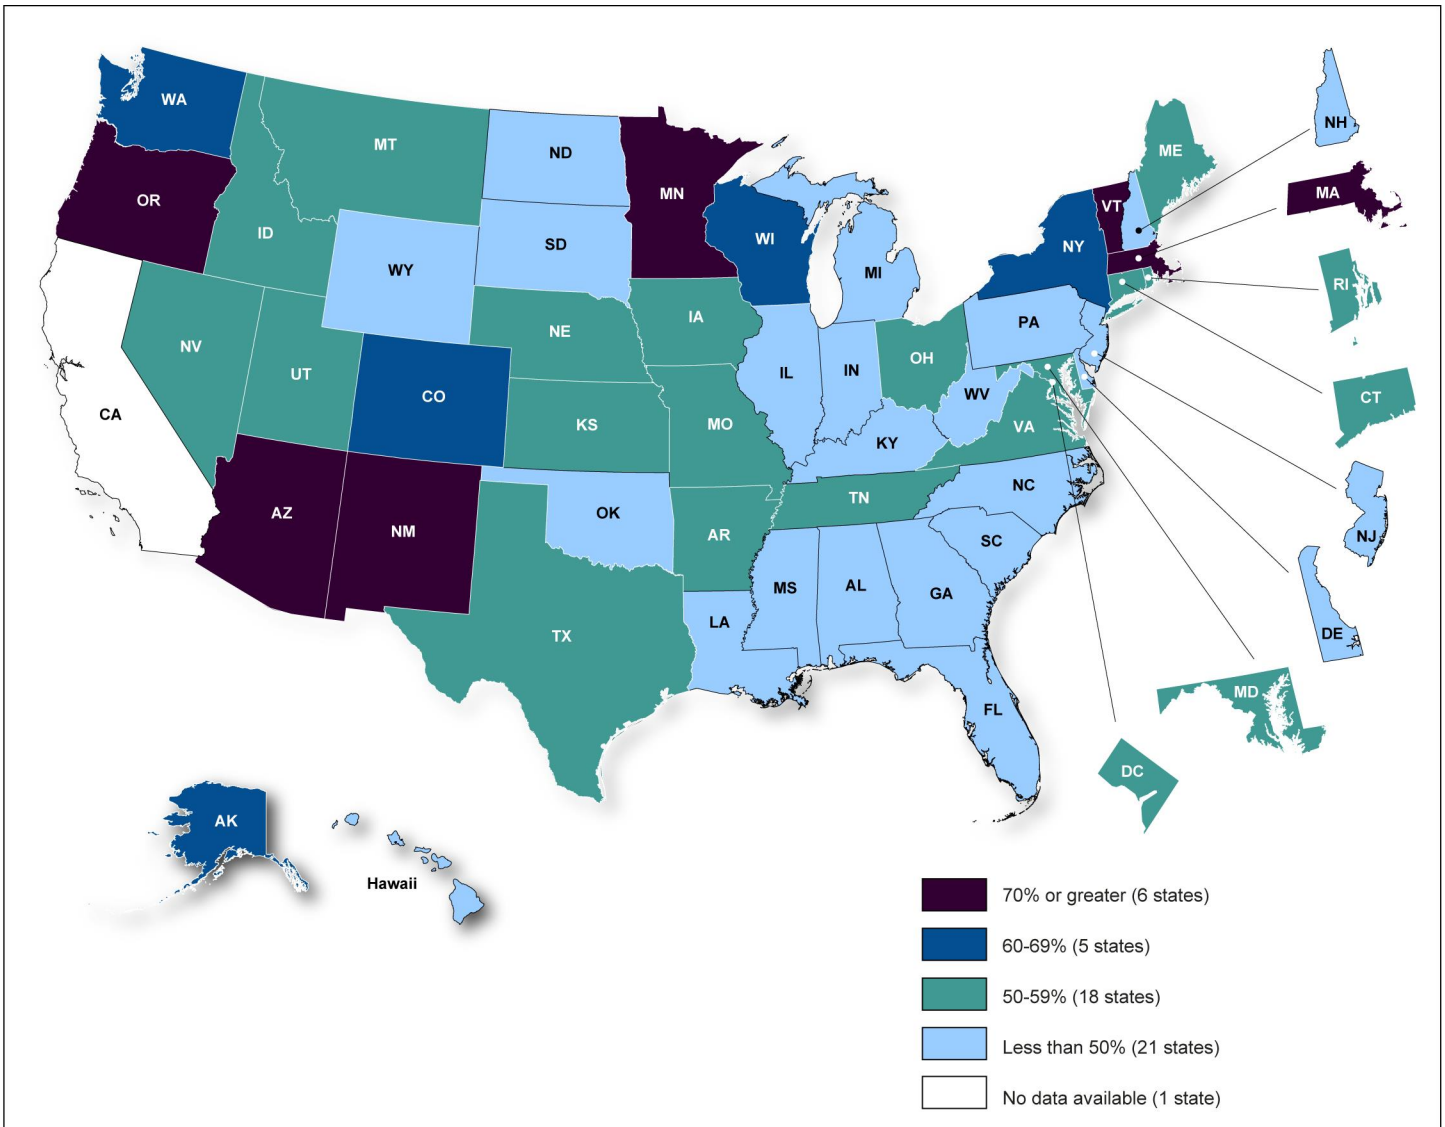 WA
MT
ND
MN
ME
NH
OR
ID
SD
WI
VT
MA
WY
MI
NY
NV
UT
NE
IA
PA
RI
CA
CO
KS
MO
IL
IN
OH
WV
VA
CT
KY
AZ
NM
OK
AR
TN
NC
NJ
TX
LA
MS
AL
GA
SC
DE
FL
MD
DC
AK
Hawaii
70% or greater (6 states)
60-69% (5 states)
50-59% (18 states)
Less than 50% (21 states)
No data available (1 state)